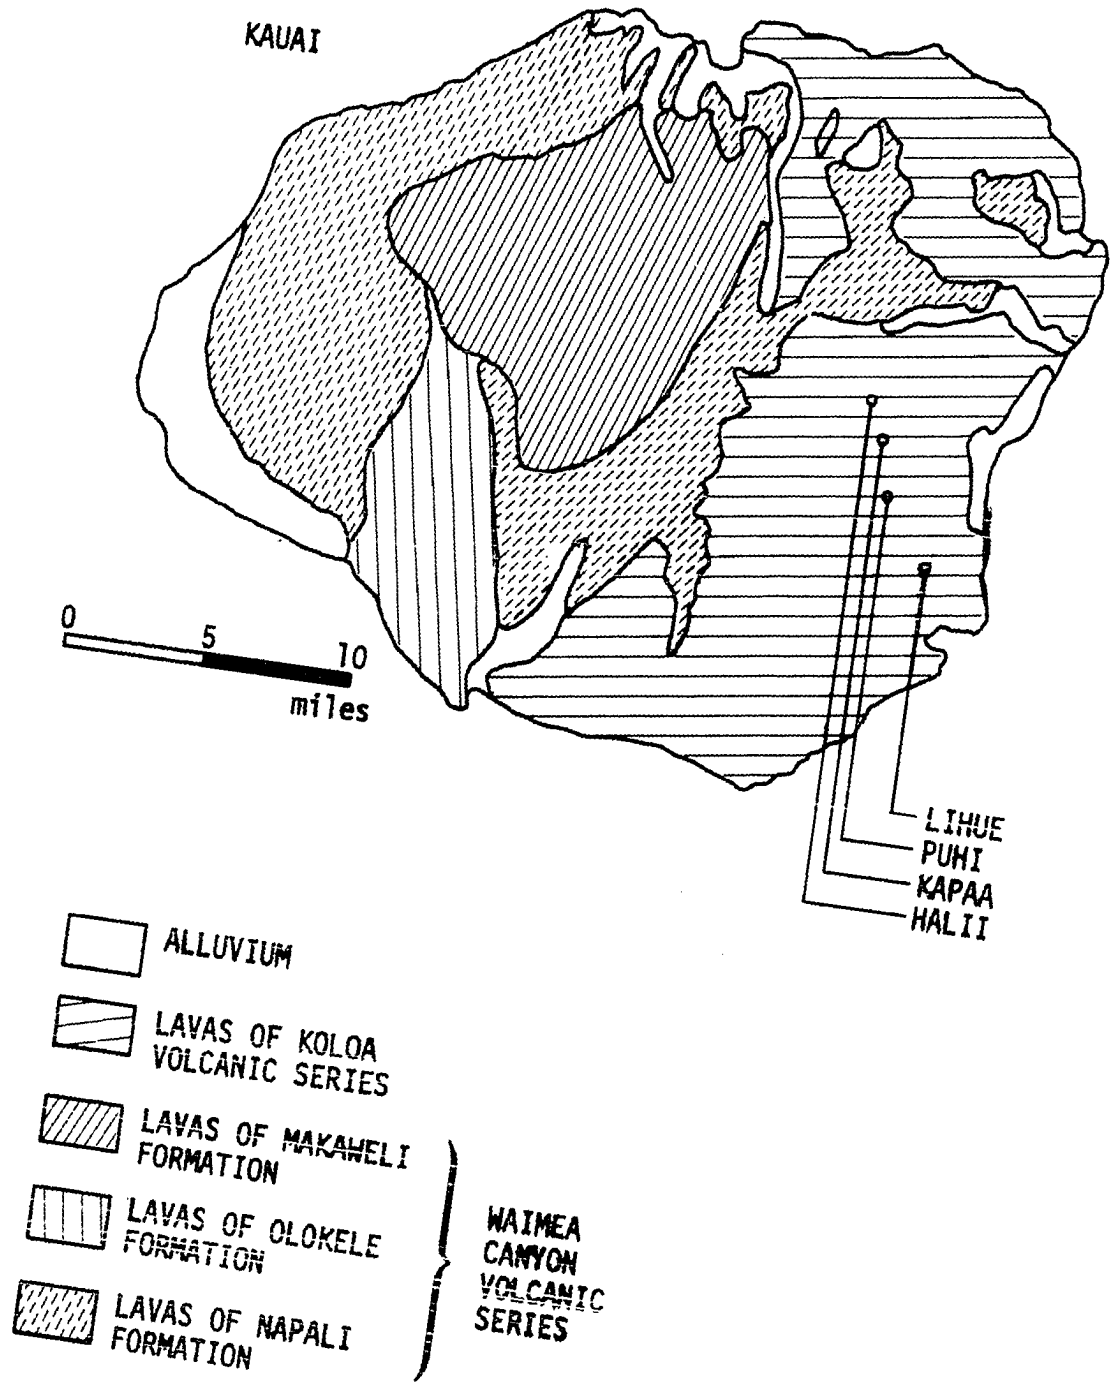 KAUAI
0 5 10
miles
LIHUE
PUHI
KAPAA
HALII
ALLUVIUM
LAVAS OF KOLOA
VOLCANIC SERIES
LAVAS OF MAKAWELI
FORMATION
LAVAS OF OLOKELE
FORMATION
LAVAS OF NAPALI
FORMATION
WAIMEA
CANYON
VOLCANIC
SERIES